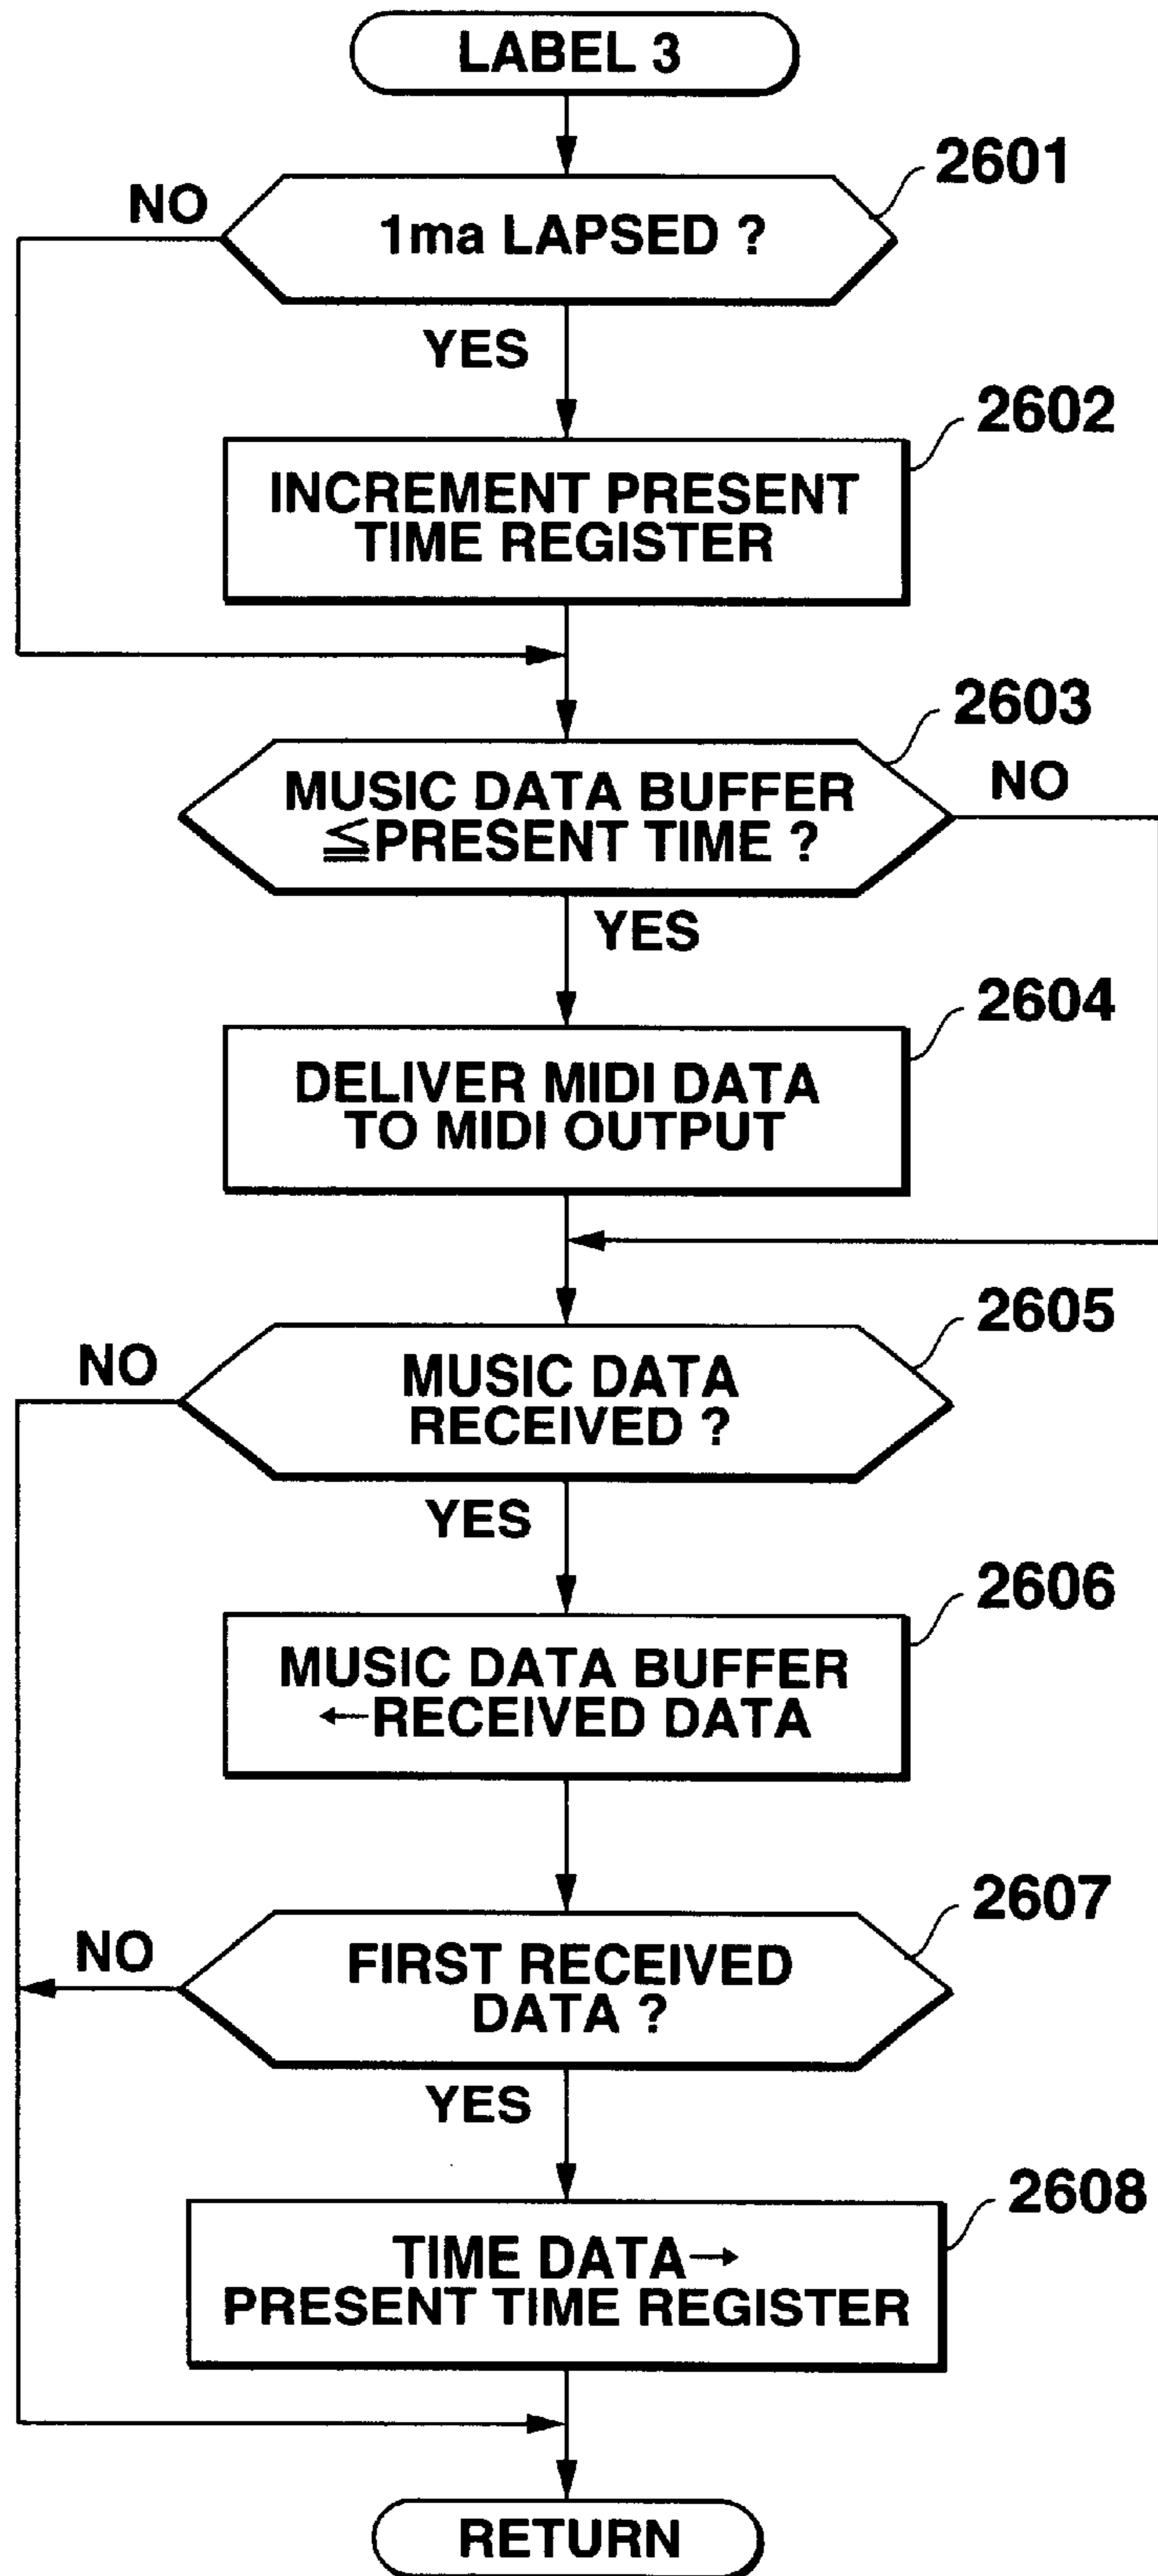 LABEL 3
2601
NO
1ma LAPSED ?
YES
2602
INCREMENT PRESENT
TIME REGISTER
2603
MUSIC DATA BUFFER
≦PRESENT TIME ?
NO
YES
2604
DELIVER MIDI DATA
TO MIDI OUTPUT
2605
NO
MUSIC DATA
RECEIVED ?
YES
2606
MUSIC DATA BUFFER
←RECEIVED DATA
2607
NO
FIRST RECEIVED
DATA ?
YES
2608
TIME DATA→
PRESENT TIME REGISTER
RETURN